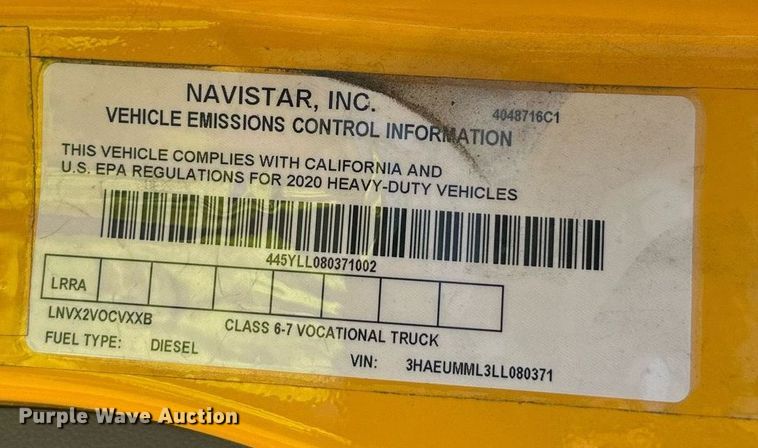 NAVISTAR, INC.
4048716C1
VEHICLE EMISSIONS CONTROL INFORMATION
THIS VEHICLE COMPLIES WITH CALIFORNIA AND
U.S. EPA REGULATIONS FOR 2020 HEAVY-DUTY VEHICLES
445YLL080371002
LRRA
LNVX2VOCVXXB
CLASS 6-7 VOCATIONAL TRUCK
FUEL TYPE: DIESEL
VIN: 3HAEUMML3LL080371
Purple Wave Auction